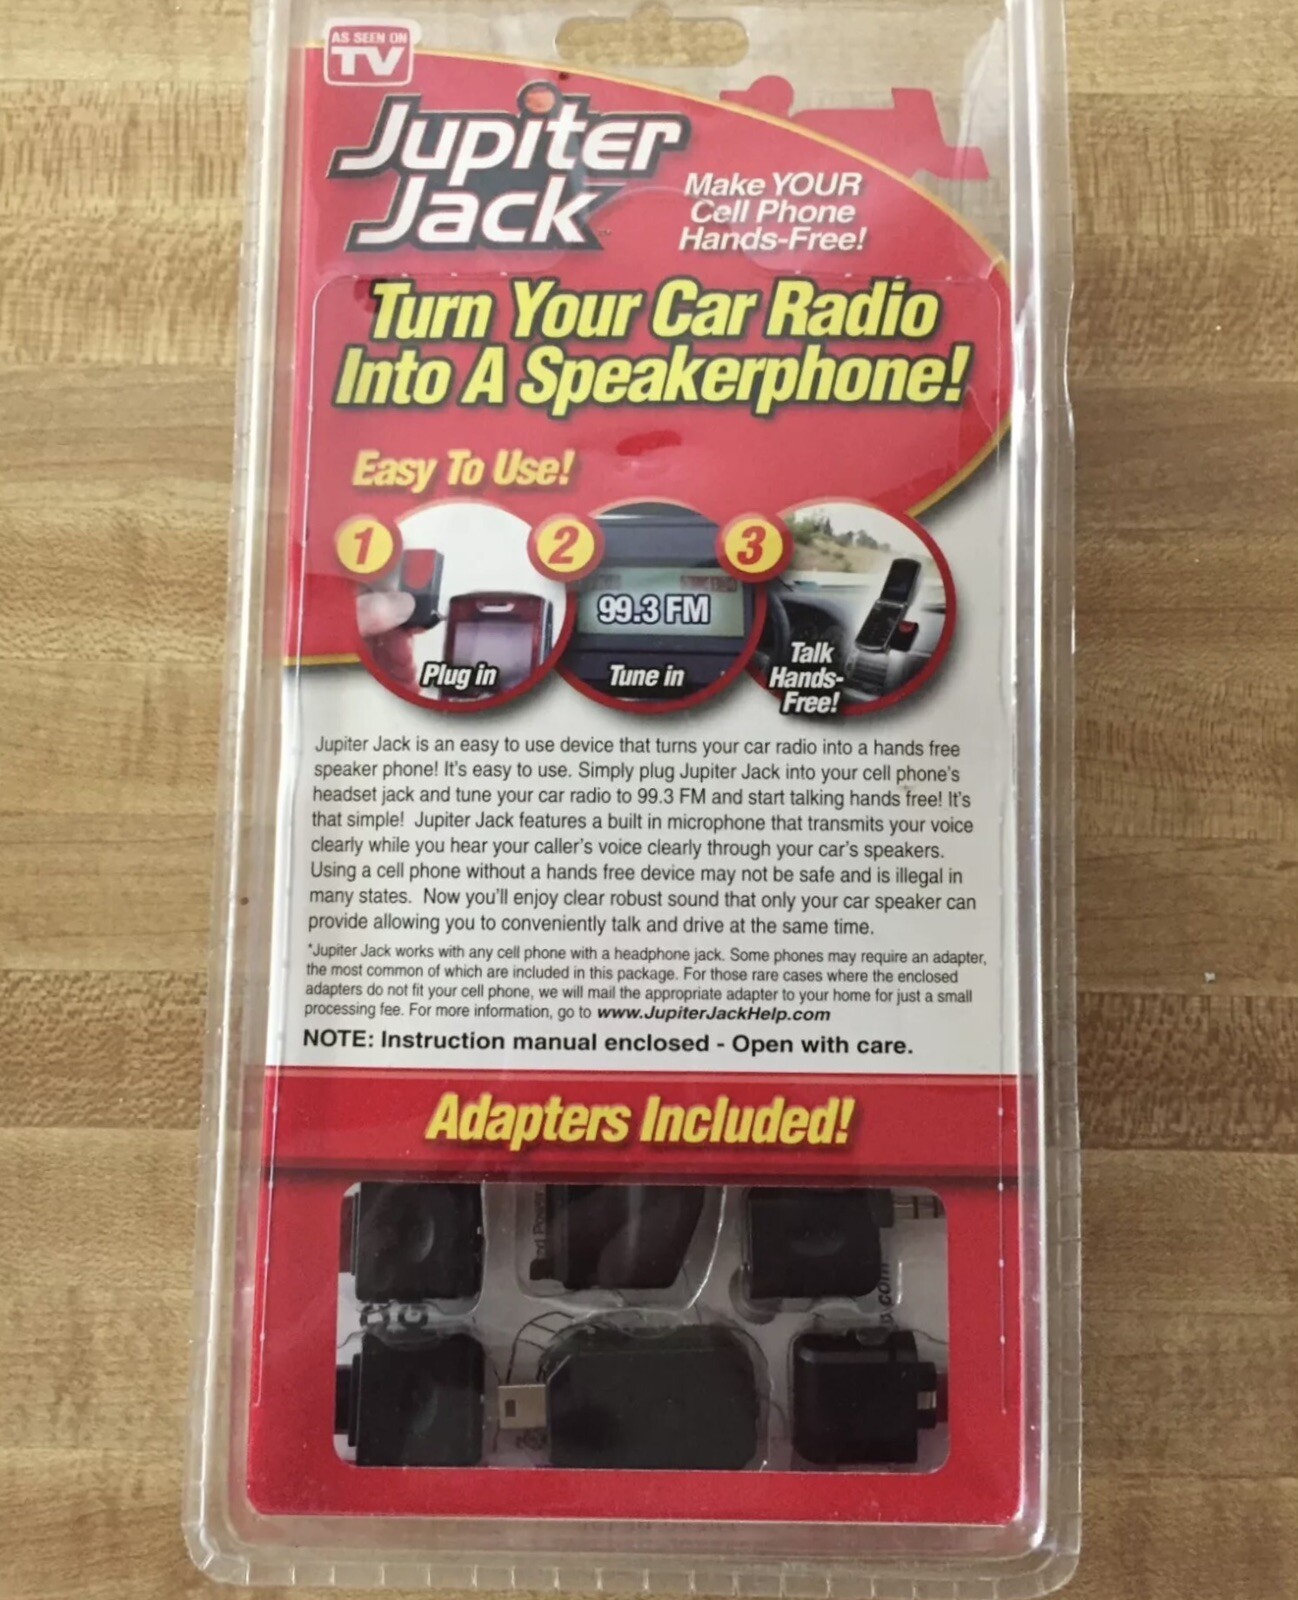 AS SEEN ON
TV
Jupiter
Jack
Make YOUR
Cell Phone
Hands-Free!
Turn Your Car Radio
Into A Speakerphone!
Easy To Use!
1
2
3
99.3 FM
Plug in
Tune in
Talk
Hands-
Free!
Jupiter Jack is an easy to use device that turns your car radio into a hands free
speaker phone! It's easy to use. Simply plug Jupiter Jack into your cell phone's
headset jack and tune your car radio to 99.3 FM and start talking hands free! It's
that simple! Jupiter Jack features a built in microphone that transmits your voice
clearly while you hear your caller's voice clearly through your car's speakers.
Using a cell phone without a hands free device may not be safe and is illegal in
many states. Now you'll enjoy clear robust sound that only your car speaker can
provide allowing you to conveniently talk and drive at the same time.
*Jupiter Jack works with any cell phone with a headphone jack. Some phones may require an adapter,
the most common of which are included in this package. For those rare cases where the enclosed
adapters do not fit your cell phone, we will mail the appropriate adapter to your home for just a small
processing fee. For more information, go to www.JupiterJackHelp.com
NOTE: Instruction manual enclosed - Open with care.
Adapters Included!